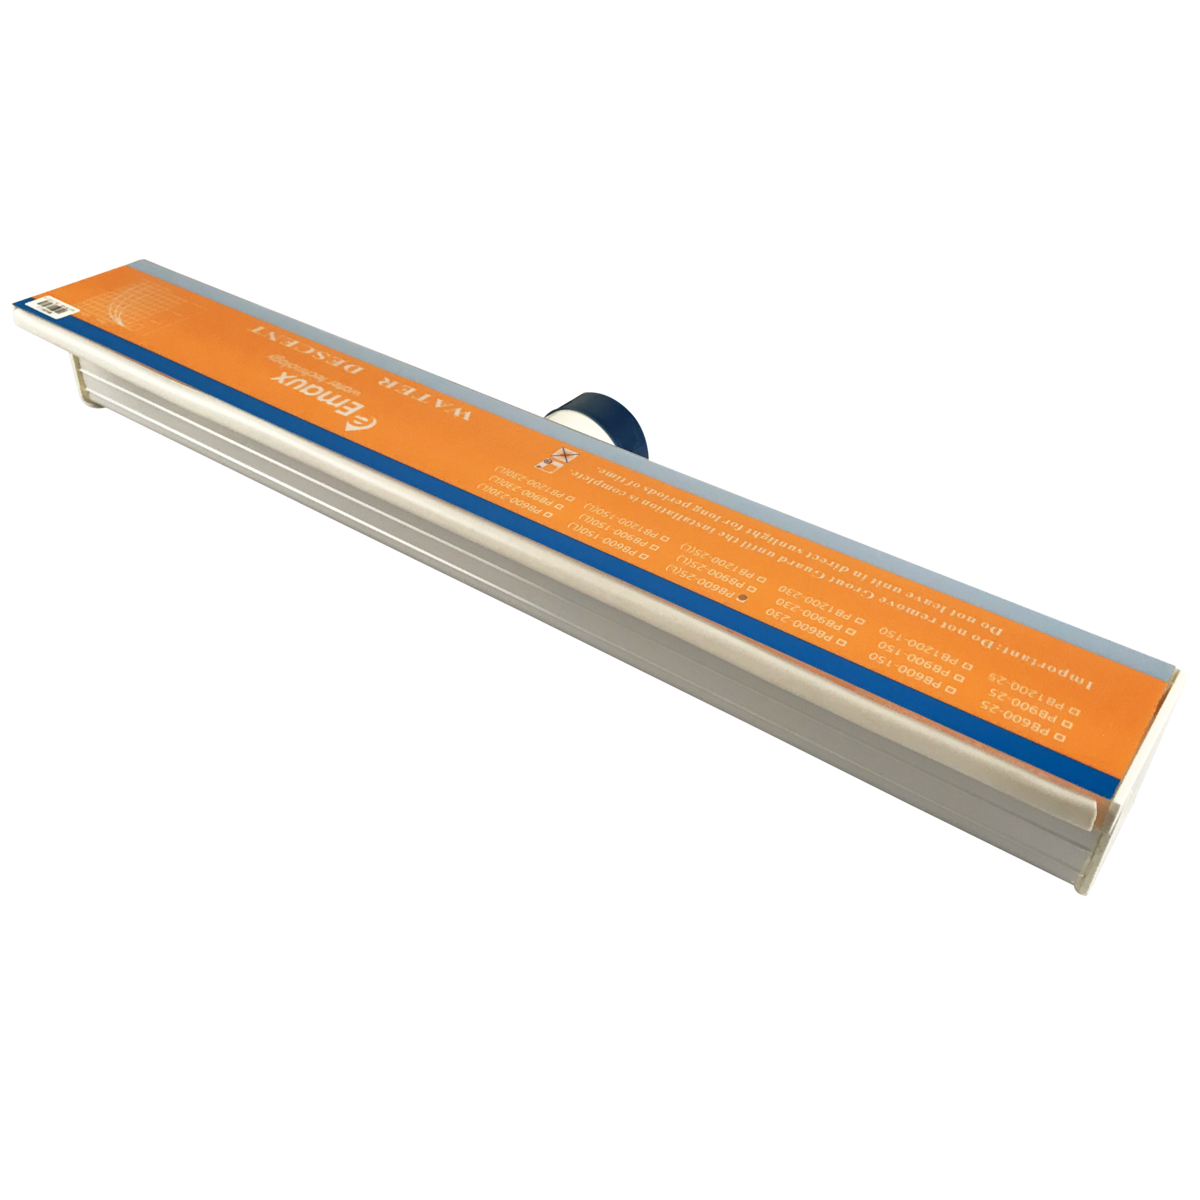 Emaux
water technology
WATER DESCENT
PB600-25
PB900-25
PB1200-25
PB600-150
PB900-150
PB1200-150
PB600-230
PB900-230
PB1200-230
PB600-25(L)
PB900-25(L)
PB1200-25(L)
PB600-150(L)
PB900-150(L)
PB1200-150(L)
PB600-230(L)
PB900-230(L)
PB1200-230(L)
Important: Do not remove Grout Guard until the installation is complete.
Do not leave unit in direct sunlight for long periods of time.